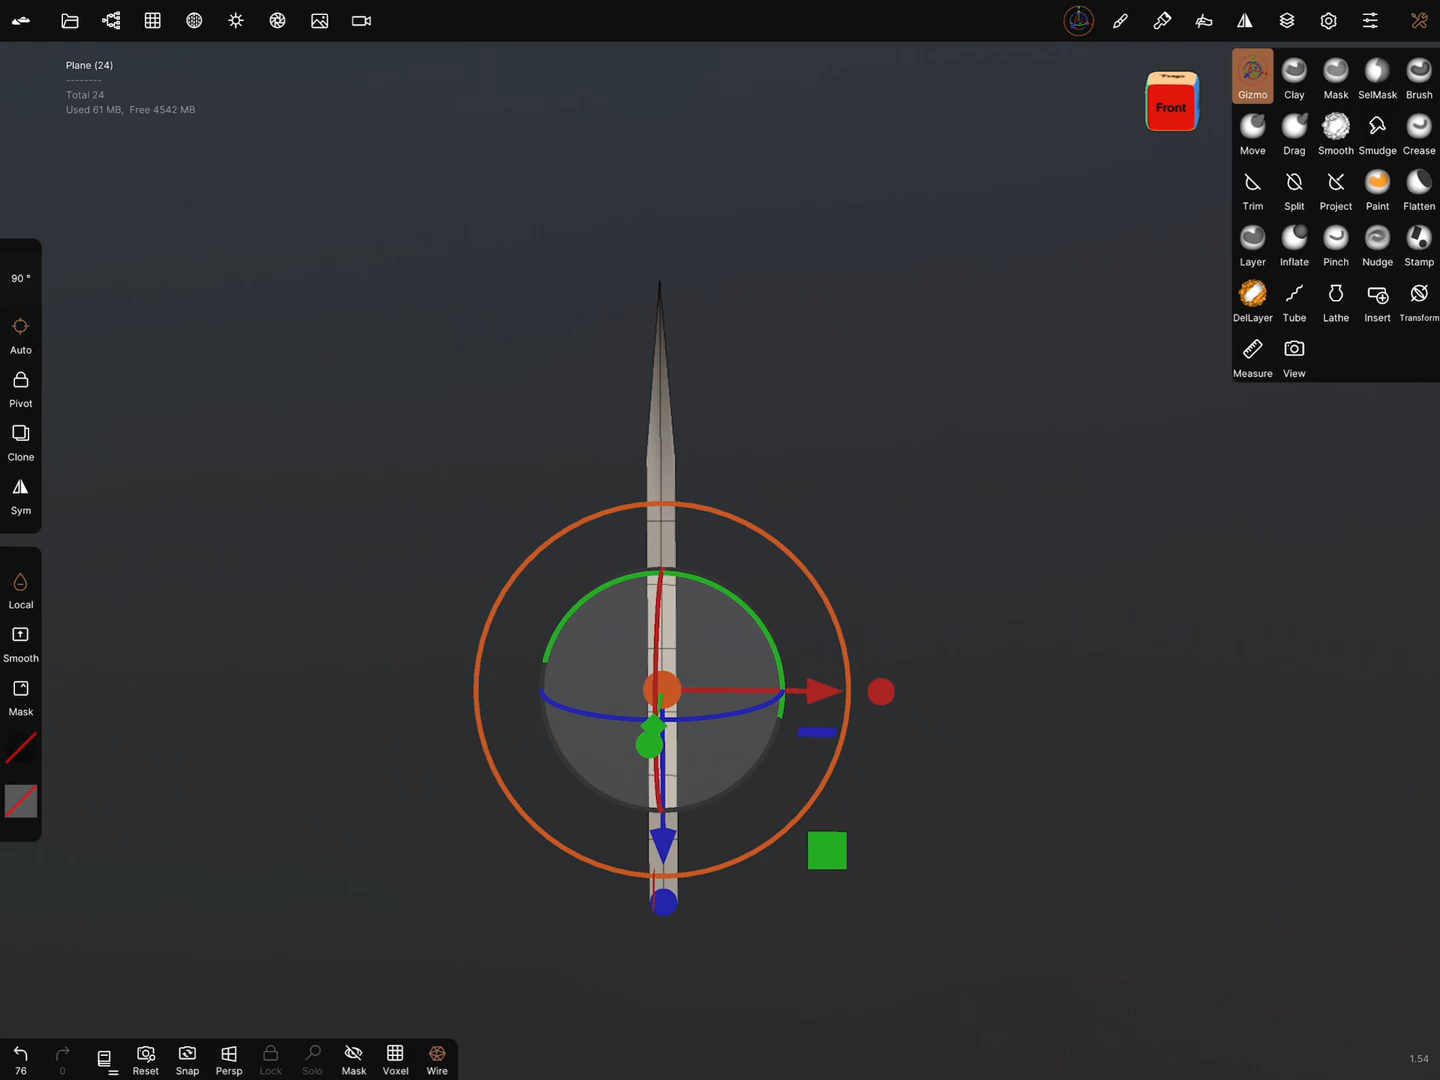 Plane (24)
--------
Total 24
Used 61 MB, Free 4542 MB
Top
Front
Gizmo Clay Mask SelMask Brush
Move Drag Smooth Smudge Crease
Trim Split Project Paint Flatten
Layer Inflate Pinch Nudge Stamp
DelLayer Tube Lathe Insert Transform
Measure View
90 °
Auto
Pivot
Clone
Sym
Local
Smooth
Mask
76 0 Reset Snap Persp Lock Solo Mask Voxel Wire
1.54